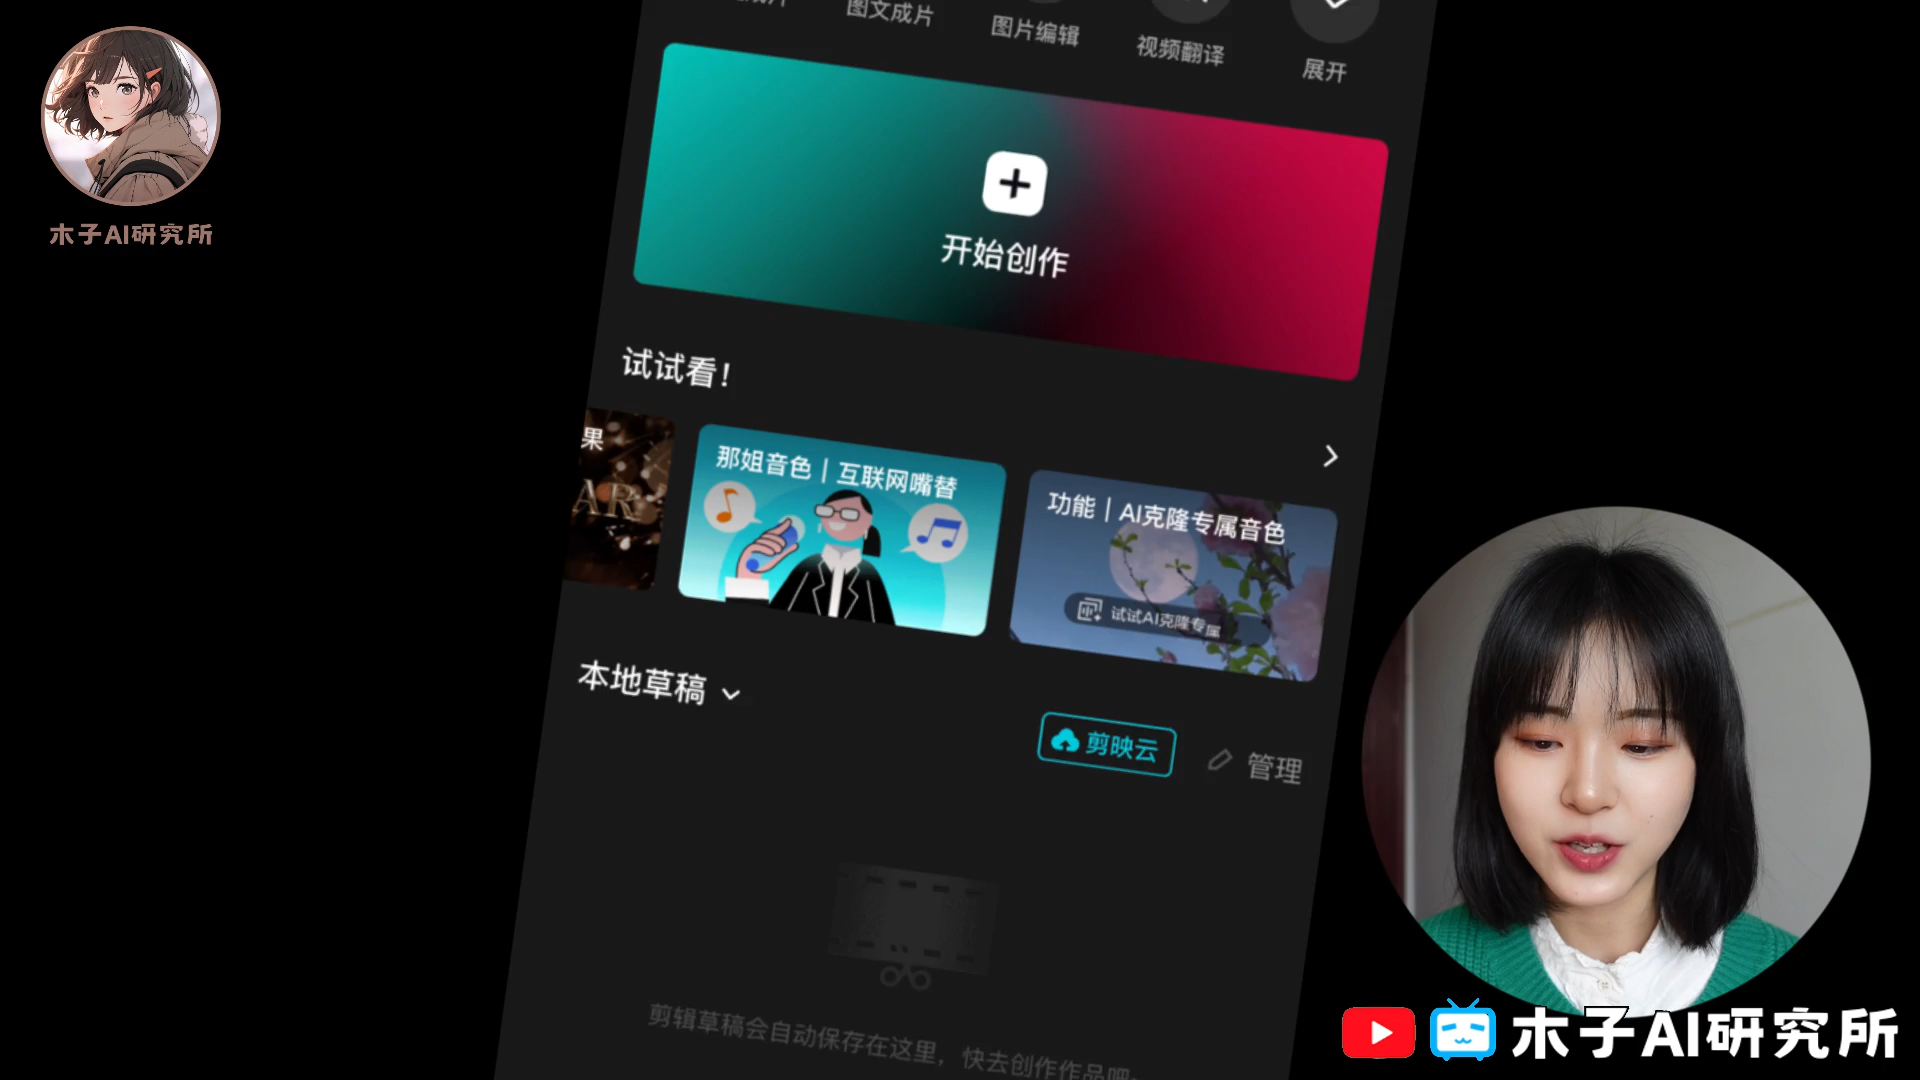 图文成片
图片编辑
视频翻译
展开
木子AI研究所
开始创作
试试看！
果
AR
那姐音色｜互联网嘴替
功能｜AI克隆专属音色
试试AI克隆专属
本地草稿
剪映云
管理
剪辑草稿会自动保存在这里，快去创作作品吧
木子AI研究所